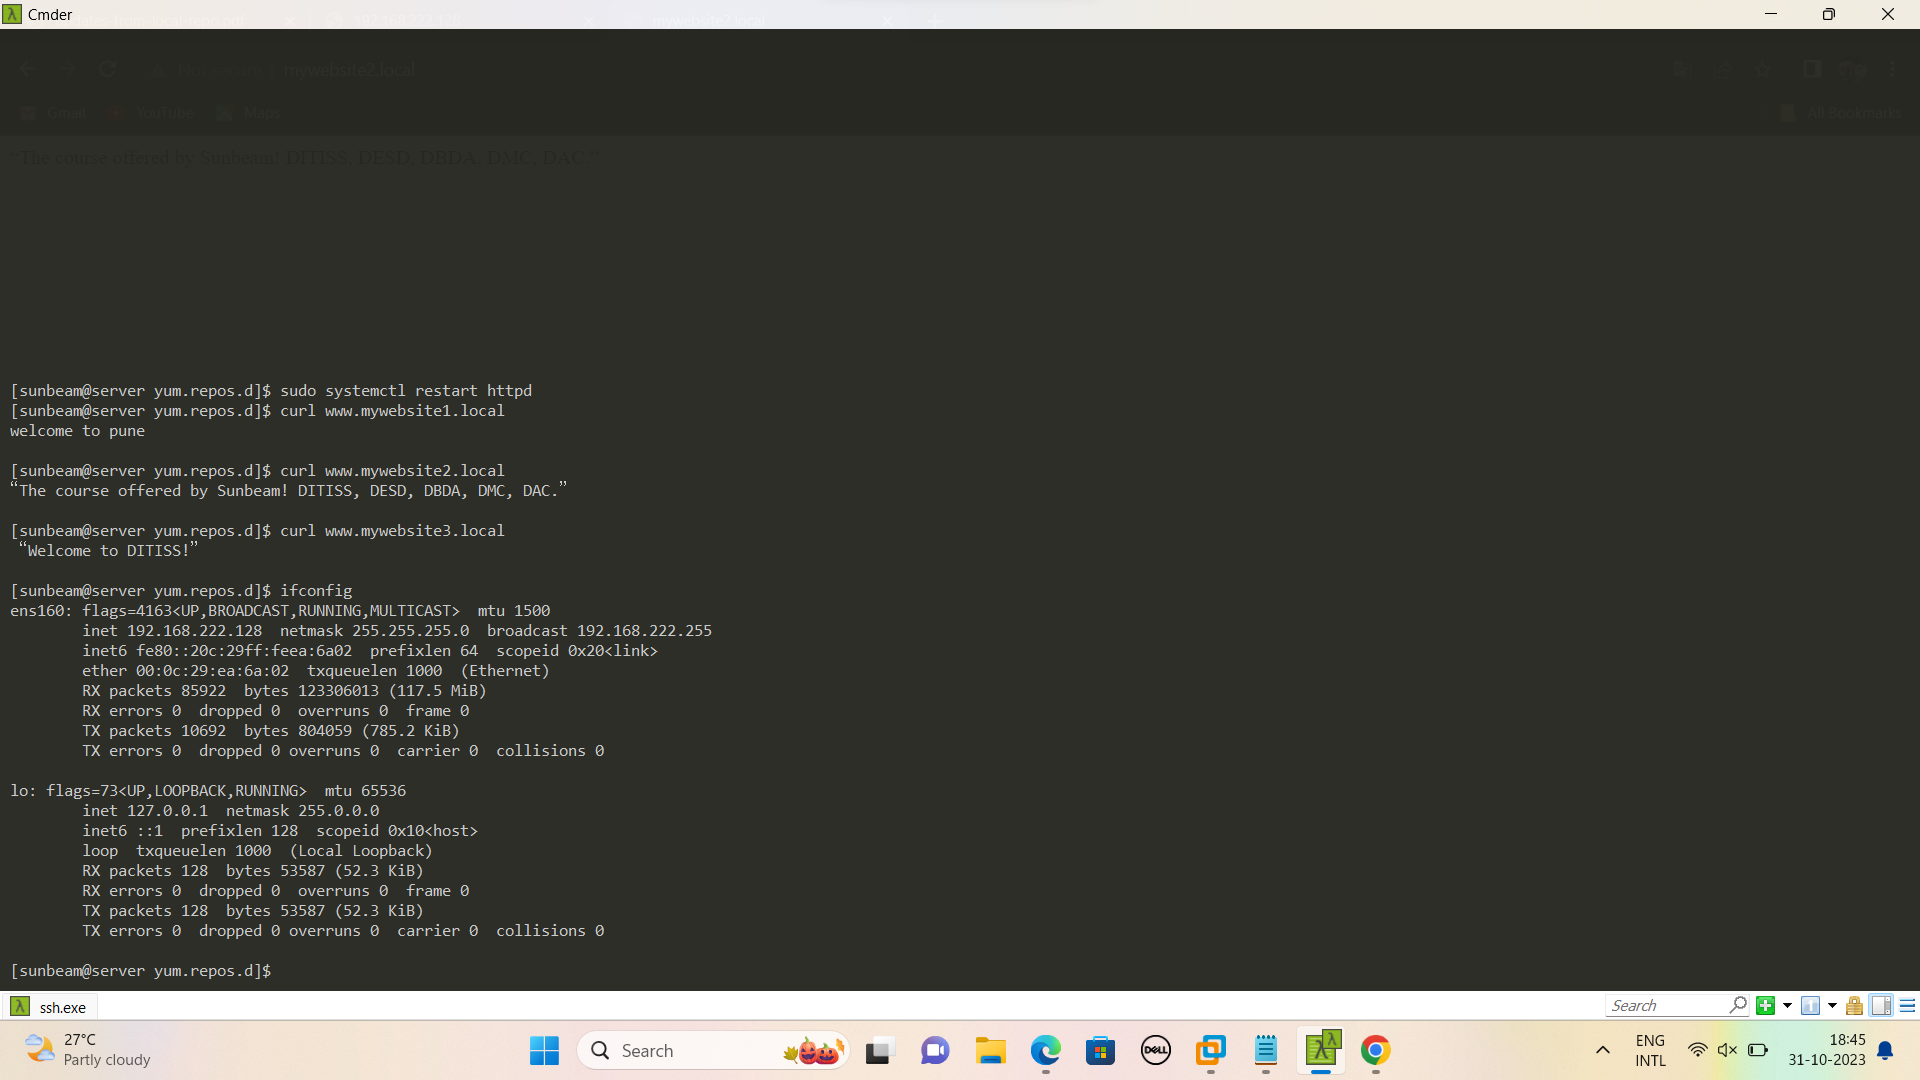 Cmder
mywebsite2.local
Gmail YouTube Maps All Bookmarks
“The course offered by Sunbeam! DITISS, DESD, DBDA, DMC, DAC.”
[sunbeam@server yum.repos.d]$ sudo systemctl restart httpd
[sunbeam@server yum.repos.d]$ curl www.mywebsite1.local
welcome to pune
[sunbeam@server yum.repos.d]$ curl www.mywebsite2.local
“The course offered by Sunbeam! DITISS, DESD, DBDA, DMC, DAC.”
[sunbeam@server yum.repos.d]$ curl www.mywebsite3.local
“Welcome to DITISS!”
[sunbeam@server yum.repos.d]$ ifconfig
ens160: flags=4163<UP,BROADCAST,RUNNING,MULTICAST>  mtu 1500
inet 192.168.222.128  netmask 255.255.255.0  broadcast 192.168.222.255
inet6 fe80::20c:29ff:feea:6a02  prefixlen 64  scopeid 0x20<link>
ether 00:0c:29:ea:6a:02  txqueuelen 1000  (Ethernet)
RX packets 85922  bytes 123306013 (117.5 MiB)
RX errors 0  dropped 0  overruns 0  frame 0
TX packets 10692  bytes 804059 (785.2 KiB)
TX errors 0  dropped 0 overruns 0  carrier 0  collisions 0
lo: flags=73<UP,LOOPBACK,RUNNING>  mtu 65536
inet 127.0.0.1  netmask 255.0.0.0
inet6 ::1  prefixlen 128  scopeid 0x10<host>
loop  txqueuelen 1000  (Local Loopback)
RX packets 128  bytes 53587 (52.3 KiB)
RX errors 0  dropped 0  overruns 0  frame 0
TX packets 128  bytes 53587 (52.3 KiB)
TX errors 0  dropped 0 overruns 0  carrier 0  collisions 0
[sunbeam@server yum.repos.d]$
ssh.exe Search
27°C
Partly cloudy
Search
DELL
ENG
INTL
18:45
31-10-2023